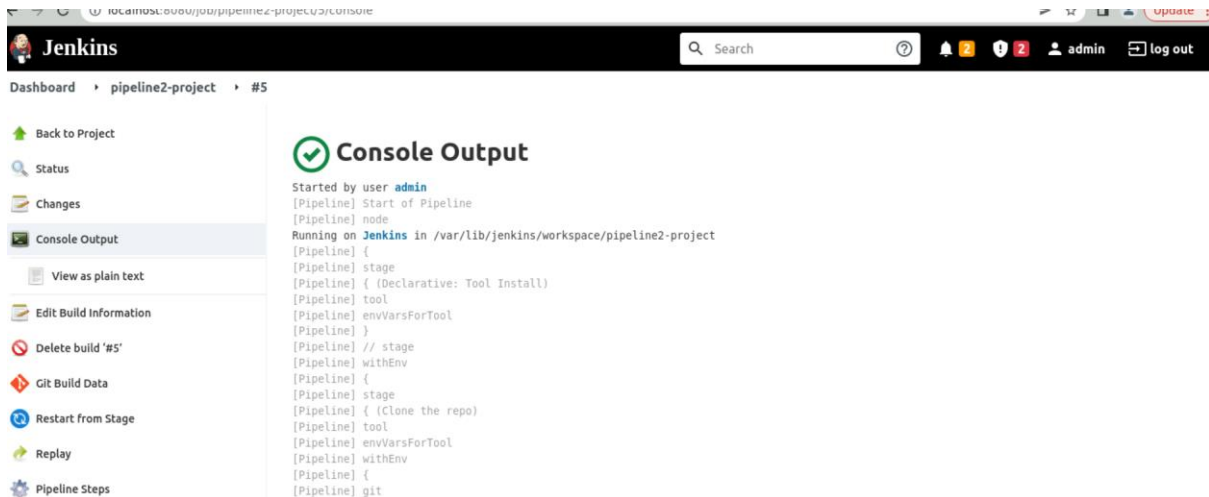 localhost:8080/job/pipeline2-project/5/console
Update
Jenkins
Search
2
2
admin
log out
Dashboard
pipeline2-project
#5
Back to Project
Status
Changes
Console Output
View as plain text
Edit Build Information
Delete build '#5'
Git Build Data
Restart from Stage
Replay
Pipeline Steps
Console Output
Started by user admin
[Pipeline] Start of Pipeline
[Pipeline] node
Running on Jenkins in /var/lib/jenkins/workspace/pipeline2-project
[Pipeline] {
[Pipeline] stage
[Pipeline] { (Declarative: Tool Install)
[Pipeline] tool
[Pipeline] envVarsForTool
[Pipeline] }
[Pipeline] // stage
[Pipeline] withEnv
[Pipeline] {
[Pipeline] stage
[Pipeline] { (Clone the repo)
[Pipeline] tool
[Pipeline] envVarsForTool
[Pipeline] withEnv
[Pipeline] {
[Pipeline] git